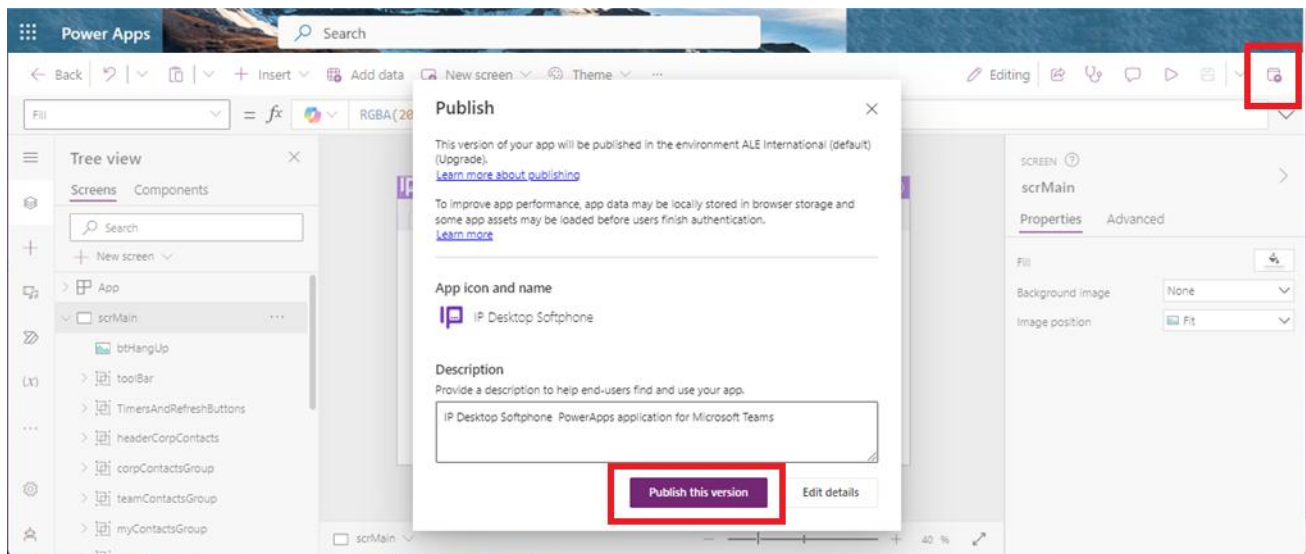 Power Apps
Search
Back
Insert
Add data
New screen
Theme
...
Editing
Fill
= fx
RGBA(20
Publish
This version of your app will be published in the environment ALE International (default)
(Upgrade).
Learn more about publishing
To improve app performance, app data may be locally stored in browser storage and
some app assets may be loaded before users finish authentication.
Learn more
App icon and name
IP Desktop Softphone
Description
Provide a description to help end-users find and use your app.
IP Desktop Softphone PowerApps application for Microsoft Teams
Publish this version
Edit details
Tree view
Screens
Components
Search
New screen
App
scrMain
...
btHangUp
toolBar
TimersAndRefreshButtons
headerCorpContacts
corpContactsGroup
teamContactsGroup
myContactsGroup
(x)
...
SCREEN
scrMain
Properties
Advanced
Fill
Background image
None
Image position
Fit
scrMain
40 %